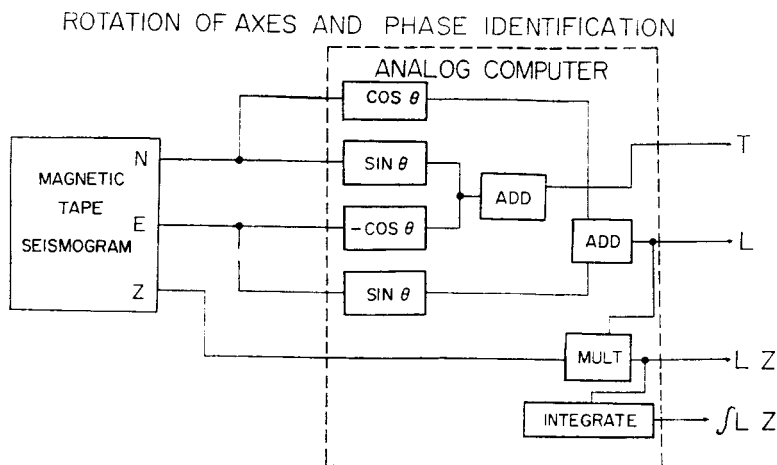 ROTATION OF AXES AND PHASE IDENTIFICATION
ANALOG COMPUTER
COS θ
N
SIN θ
T
MAGNETIC
TAPE
SEISMOGRAM
ADD
E
-COS θ
ADD
L
Z
SIN θ
MULT
L Z
INTEGRATE
∫L Z